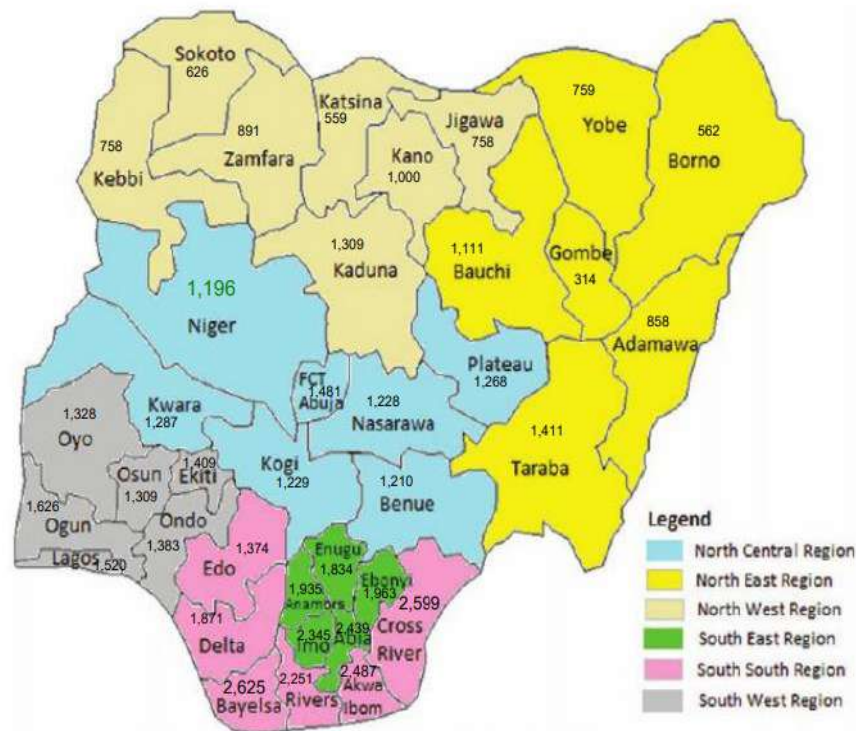 Sokoto
626
Katsina
559
Jigawa
758
759
Yobe
562
Borno
758
Kebbi
891
Zamfara
Kano
1,000
1,309
Kaduna
1,111
Bauchi
Gombe
314
858
Adamawa
1,196
Niger
FCT
1,481
Abuja
Plateau
1,268
Kwara
1,287
1,228
Nasarawa
1,411
Taraba
1,328
Oyo
Osun
1,309
1,409
Ekiti
Kogi
1,229
1,210
Benue
1,626
Ogun
Ondo
1,383
Lagos
1,520
1,374
Edo
Enugu
1,834
Ebonyi
1,963
1,935
Anambra
2,345
Imo
2,439
Abia
2,599
Cross
River
1,871
Delta
2,625
Bayelsa
2,251
Rivers
2,487
Akwa
Ibom
Legend
North Central Region
North East Region
North West Region
South East Region
South South Region
South West Region